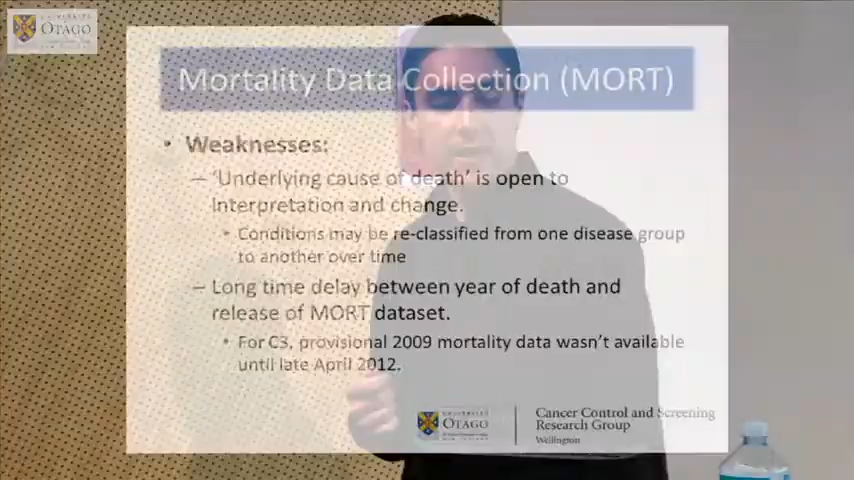 UNIVERSITY
OTAGO
Mortality Data Collection (MORT)
• Weaknesses:
– 'Underlying cause of death' is open to
interpretation and change.
• Conditions may be re-classified from one disease group
to another over time
– Long time delay between year of death and
release of MORT dataset.
• For C3, provisional 2009 mortality data wasn't available
until late April 2012.
UNIVERSITY
OTAGO
NEW ZEALAND
Cancer Control and Screening
Research Group
Wellington